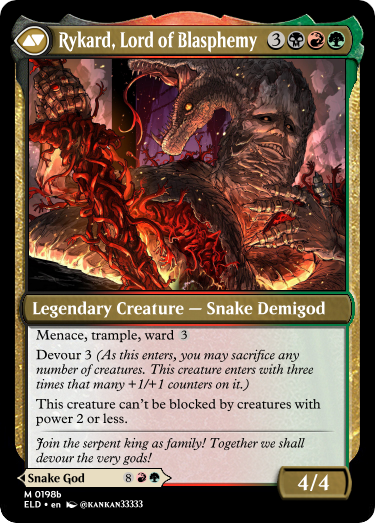 Rykard, Lord of Blasphemy 3
Legendary Creature — Snake Demigod
Menace, trample, ward 3
Devour 3 (As this enters, you may sacrifice any
number of creatures. This creature enters with
three times that many +1/+1 counters on it.)
This creature can't be blocked by creatures with
power 2 or less.
Join the serpent king as family! Together we shall
devour the very gods!
Snake God 8
4/4
M 0198b
ELD • en @KANKAN33333